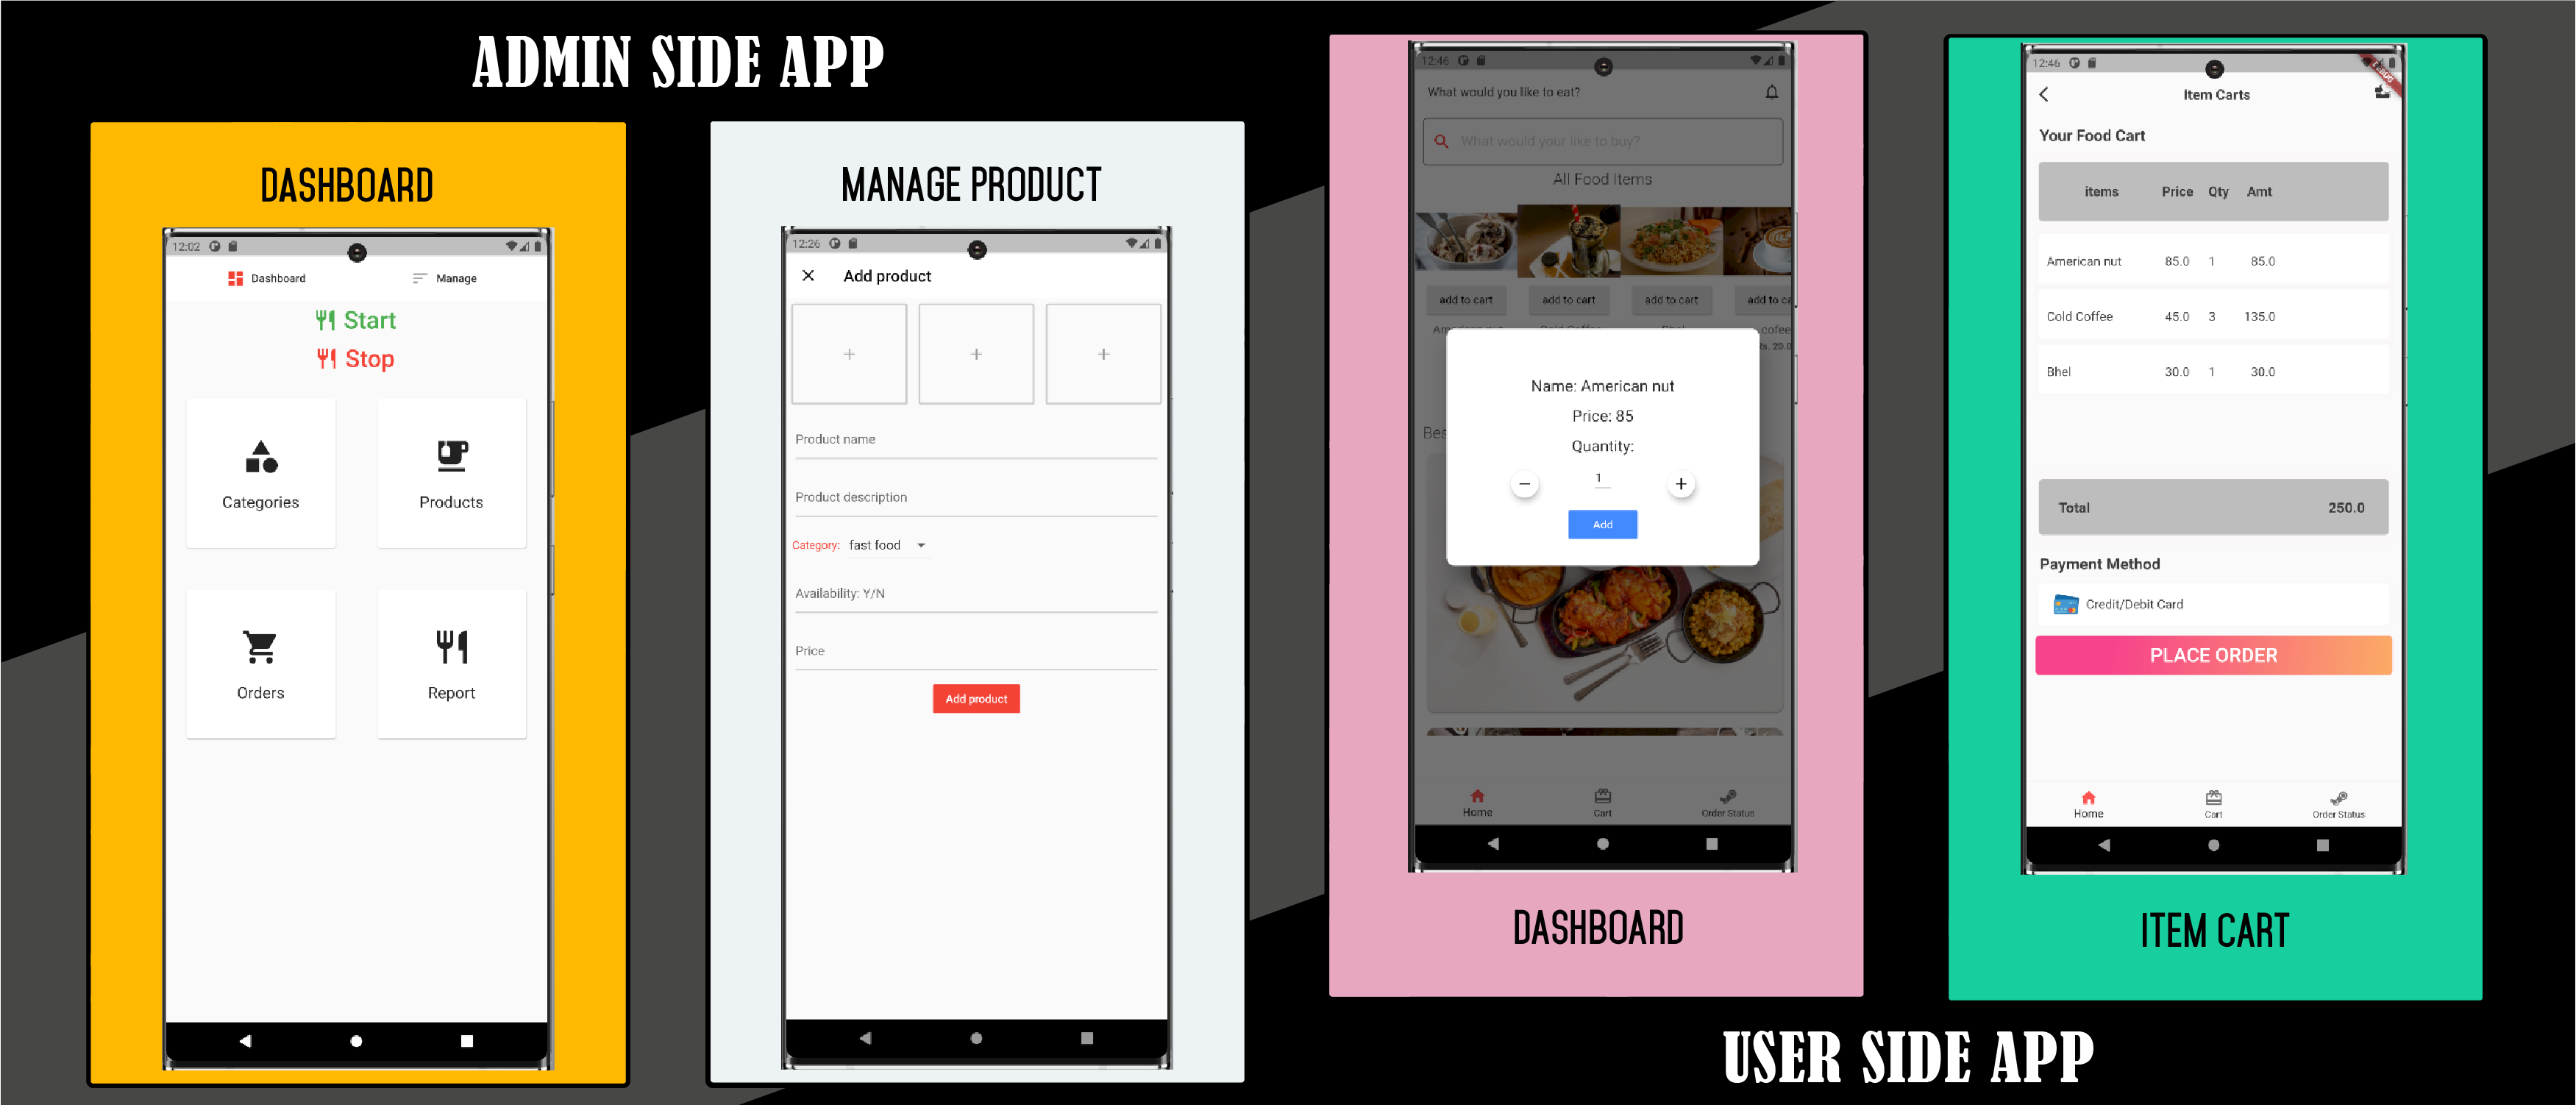 ADMIN SIDE APP
DASHBOARD
12:02
Dashboard Manage
Start
Stop
Categories Products
Orders Report
MANAGE PRODUCT
12:26
Add product
Product name
Product description
Category: fast food
Availability: Y/N
Price
Add product
12:46
What would you like to eat?
What would your like to buy?
All Food Items
add to cart add to cart add to cart add to ca
cofee
Rs. 20.0
Name: American nut
Price: 85
Quantity:
1
Add
Bes
Home Cart Order Status
DASHBOARD
12:46
Item Carts
Your Food Cart
items Price Qty Amt
American nut 85.0 1 85.0
Cold Coffee 45.0 3 135.0
Bhel 30.0 1 30.0
Total 250.0
Payment Method
Credit/Debit Card
PLACE ORDER
Home Cart Order Status
ITEM CART
USER SIDE APP